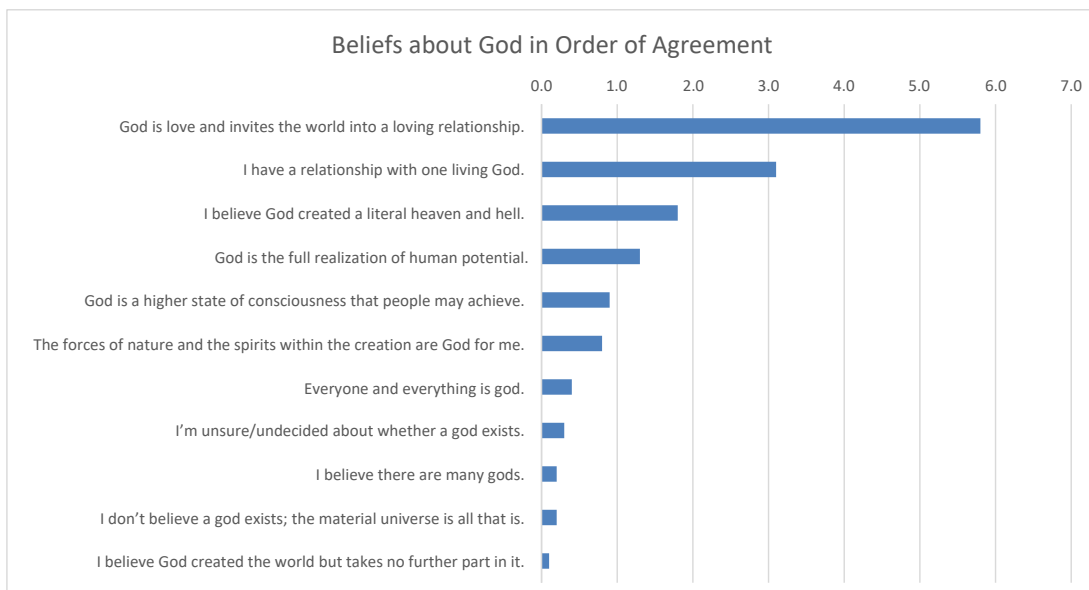 Beliefs about God in Order of Agreement
0.0 1.0 2.0 3.0 4.0 5.0 6.0 7.0
God is love and invites the world into a loving relationship.
I have a relationship with one living God.
I believe God created a literal heaven and hell.
God is the full realization of human potential.
God is a higher state of consciousness that people may achieve.
The forces of nature and the spirits within the creation are God for me.
Everyone and everything is god.
I’m unsure/undecided about whether a god exists.
I believe there are many gods.
I don’t believe a god exists; the material universe is all that is.
I believe God created the world but takes no further part in it.